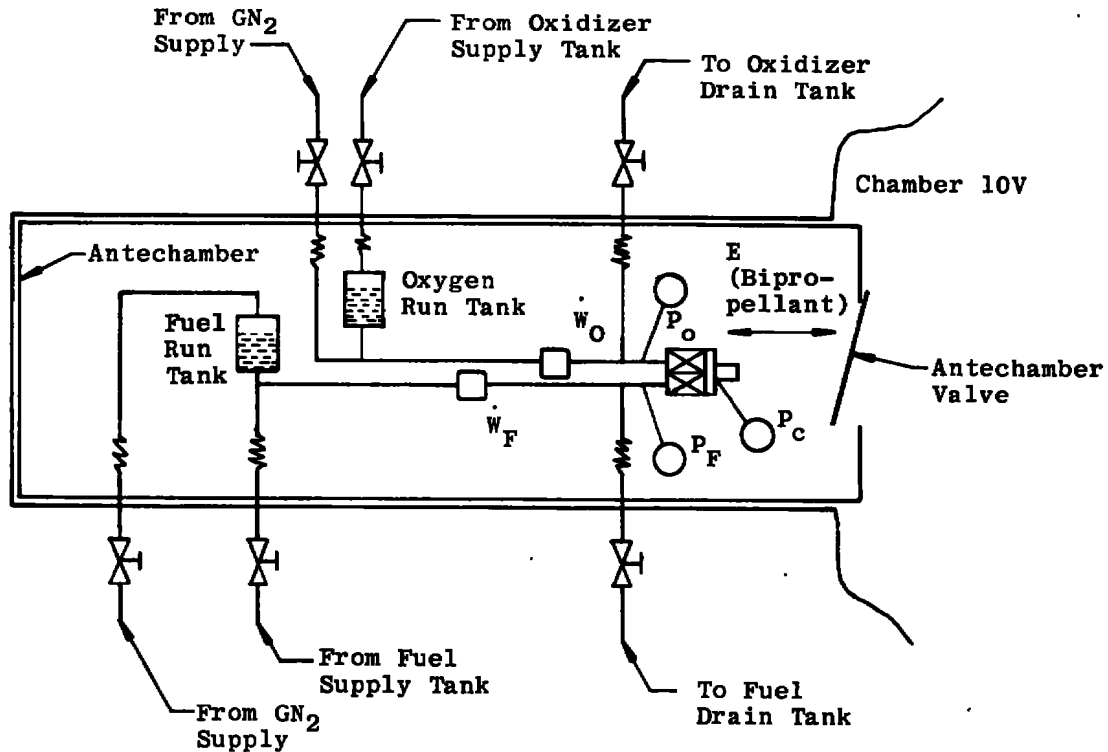 From GN2
Supply
From Oxidizer
Supply Tank
To Oxidizer
Drain Tank
Chamber 10V
Antechamber
Oxygen
Run Tank
E
(Bipro-
pellant)
Fuel
Run
Tank
ẆO
Po
Antechamber
Valve
ẆF
PF
Pc
From Fuel
Supply Tank
To Fuel
Drain Tank
From GN2
Supply